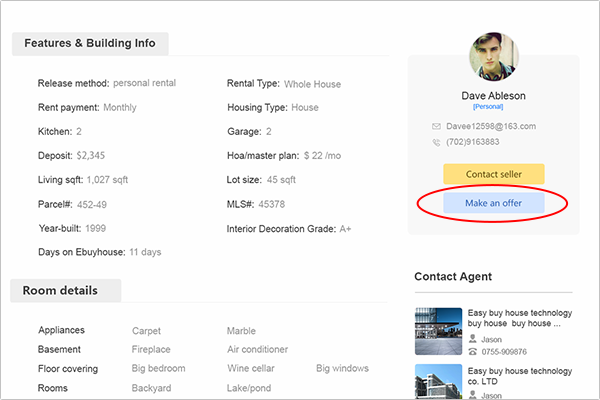 Features & Building Info
Release method: personal rental
Rental Type: Whole House
Rent payment: Monthly
Housing Type: House
Kitchen: 2
Garage: 2
Deposit: $2,345
Hoa/master plan: $ 22 /mo
Living sqft: 1,027 sqft
Lot size: 45 sqft
Parcel#: 452-49
MLS#: 45378
Year-built: 1999
Interior Decoration Grade: A+
Days on Ebuyhouse: 11 days
Room details
Appliances Carpet Marble
Basement Fireplace Air conditioner
Floor covering Big bedroom Wine cellar Big windows
Rooms Backyard Lake/pond
Dave Ableson
[Personal]
Davee12598@163.com
(702)9163883
Contact seller
Make an offer
Contact Agent
Easy buy house technology
buy house buy house ...
Jason
0755-909876
Easy buy house technology
co. LTD
Jason